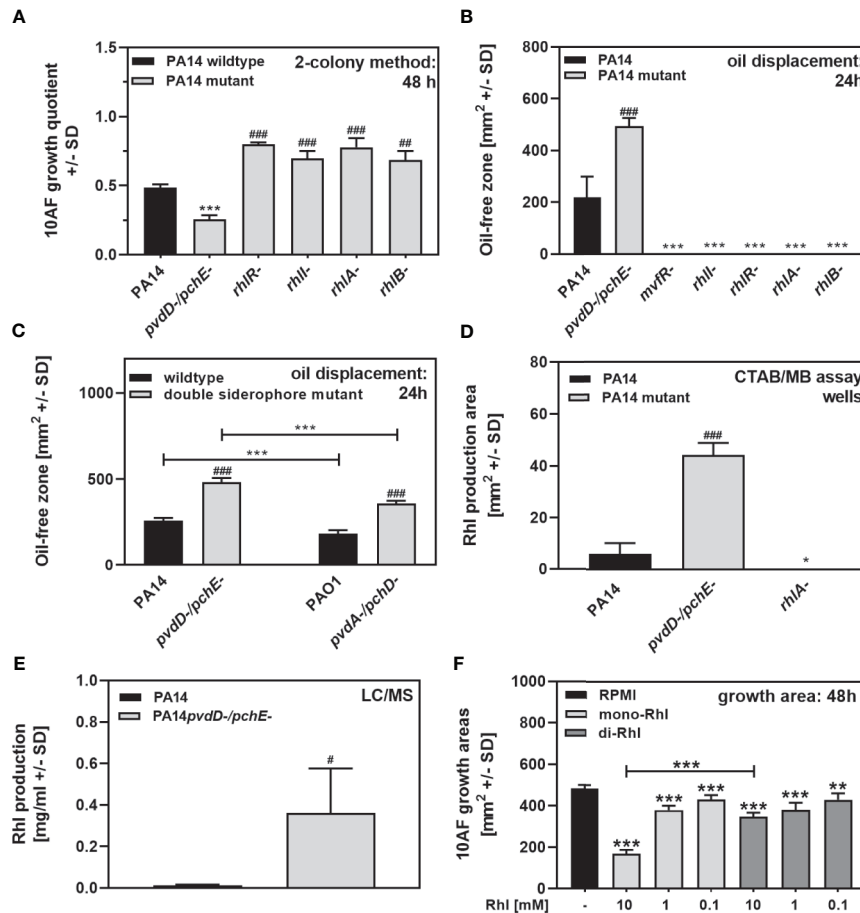 A
10AF growth quotient
+/- SD
1.5
1.0
0.5
0.0
PA14 wildtype
PA14 mutant
2-colony method:
48 h
***
###
###
###
##
PA14
pvdD-/pchE-
rhlR-
rhlI-
rhlA-
rhlB-
B
Oil-free zone [mm² +/- SD]
800
600
400
200
0
PA14
PA14 mutant
oil displacement:
24h
###
***
***
***
***
***
PA14
pvdD-/pchE-
mvfR-
rhlI-
rhlR-
rhlA-
rhlB-
C
Oil-free zone [mm² +/- SD]
1000
500
0
wildtype
double siderophore mutant
oil displacement:
24h
***
***
###
###
PA14
pvdD-/pchE-
PAO1
pvdA-/pchD-
D
Rhl production area
[mm² +/- SD]
80
60
40
20
0
PA14
PA14 mutant
CTAB/MB assay
wells
###
*
PA14
pvdD-/pchE-
rhlA-
E
Rhl production
[mg/ml +/- SD]
1.0
0.8
0.6
0.4
0.2
0.0
PA14
PA14pvdD-/pchE-
LC/MS
#
F
10AF growth areas
[mm² +/- SD]
1000
800
600
400
200
0
RPMI
mono-Rhl
di-Rhl
growth area: 48h
***
***
***
***
***
***
**
Rhl [mM] - 10 1 0.1 10 1 0.1